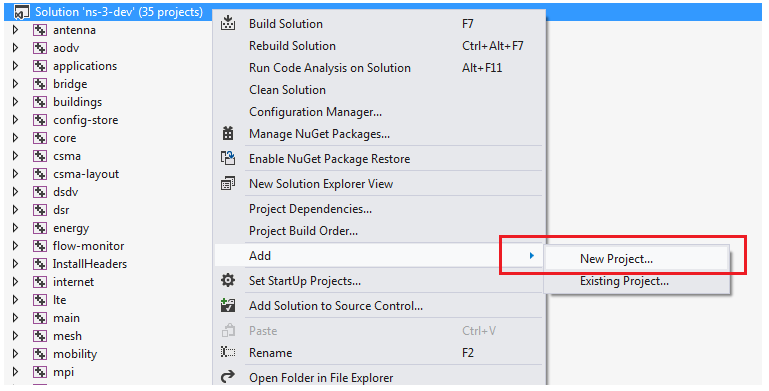 Solution 'ns-3-dev' (35 projects)
antenna
aodv
applications
bridge
buildings
config-store
core
csma
csma-layout
dsdv
dsr
energy
flow-monitor
InstallHeaders
internet
lte
main
mesh
mobility
mpi
Build Solution F7
Rebuild Solution Ctrl+Alt+F7
Run Code Analysis on Solution Alt+F11
Clean Solution
Configuration Manager...
Manage NuGet Packages...
Enable NuGet Package Restore
New Solution Explorer View
Project Dependencies...
Project Build Order...
Add
Set StartUp Projects...
Add Solution to Source Control...
Paste Ctrl+V
Rename F2
Open Folder in File Explorer
New Project...
Existing Project...